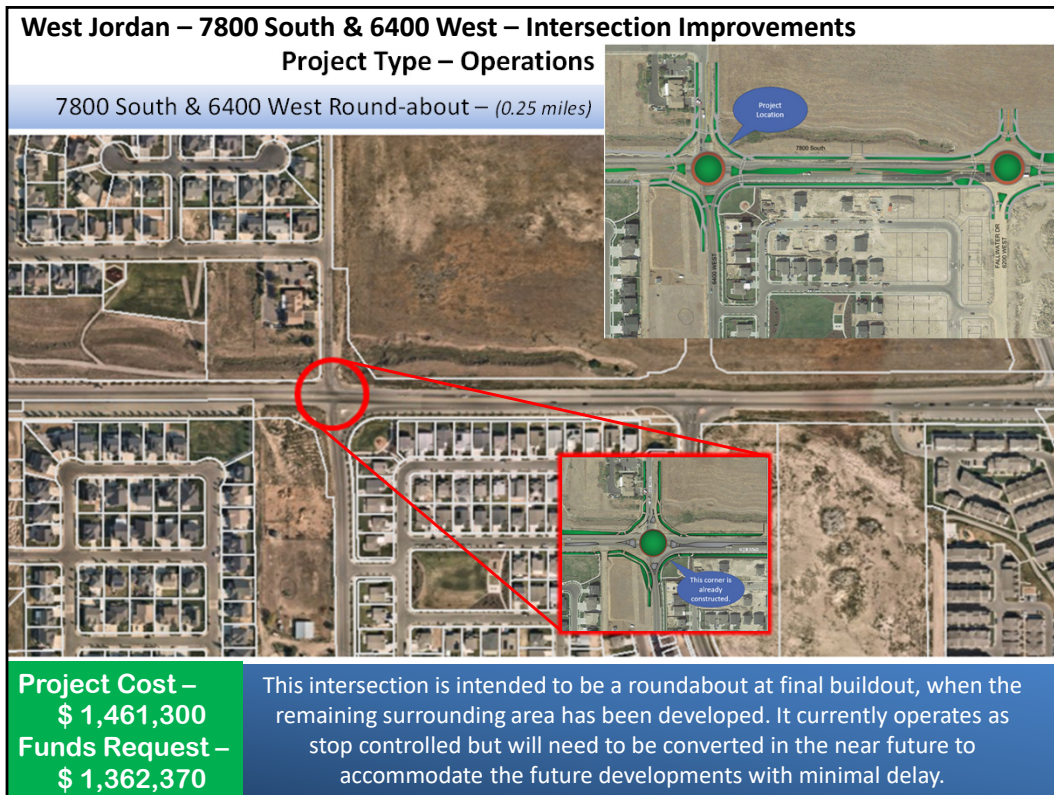 West Jordan – 7800 South & 6400 West – Intersection Improvements
Project Type – Operations
7800 South & 6400 West Round-about – (0.25 miles)
Project
Location
7800 South
6400 WEST
FALLWATER DR
6200 WEST
This corner is
already
constructed.
Project Cost –
$ 1,461,300
Funds Request –
$ 1,362,370
This intersection is intended to be a roundabout at final buildout, when the
remaining surrounding area has been developed. It currently operates as
stop controlled but will need to be converted in the near future to
accommodate the future developments with minimal delay.